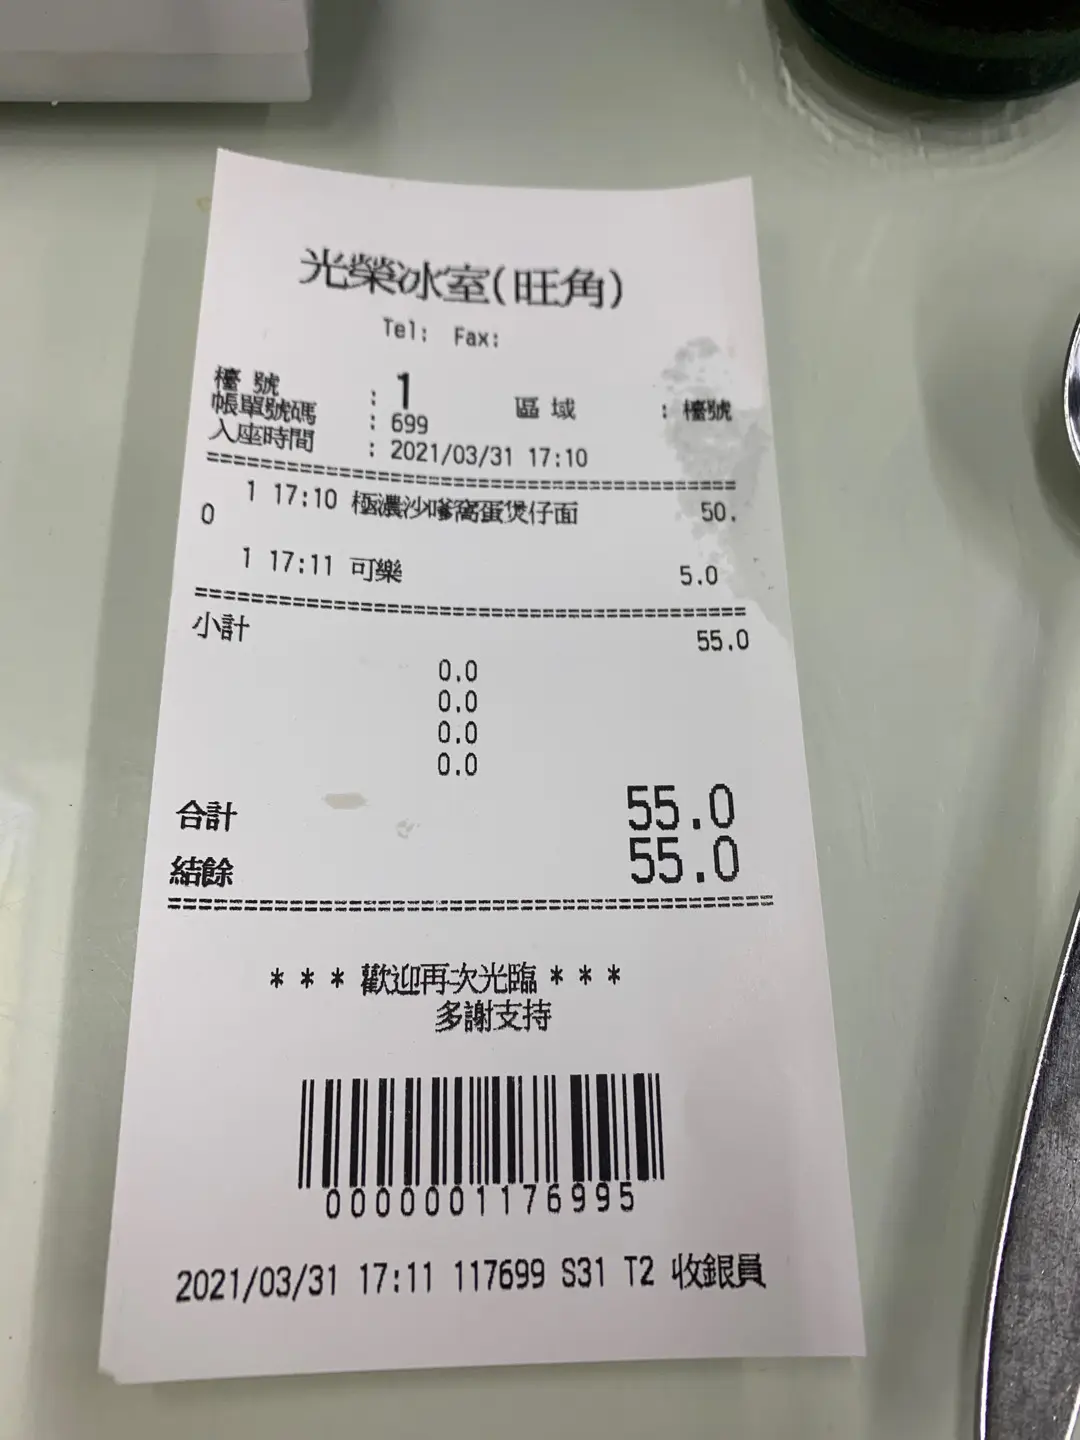 光榮冰室(旺角)
Tel: Fax:
檯 號 : 1 區 域 : 檯號
帳單號碼 : 699
入座時間 : 2021/03/31 17:10
==========================================
1 17:10 極濃沙嗲窩蛋煲仔面 50.
0
1 17:11 可樂 5.0
==========================================
小計 55.0
0.0
0.0
0.0
0.0
合計 55.0
結餘 55.0
==========================================
* * * 歡迎再次光臨 * * *
多謝支持
0000001176995
2021/03/31 17:11 117699 S31 T2 收銀員